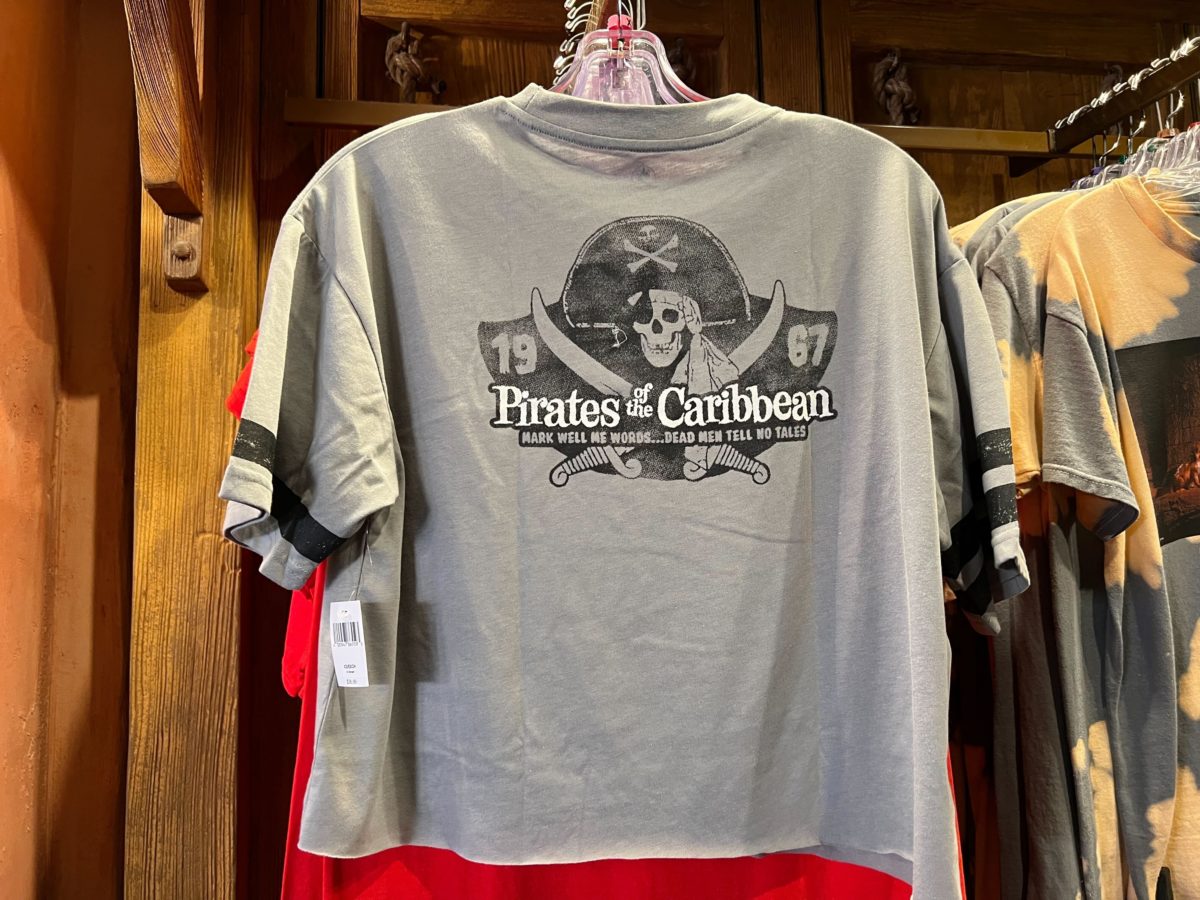 19 67
Pirates of the Caribbean
MARK WELL ME WORDS...DEAD MEN TELL NO TALES